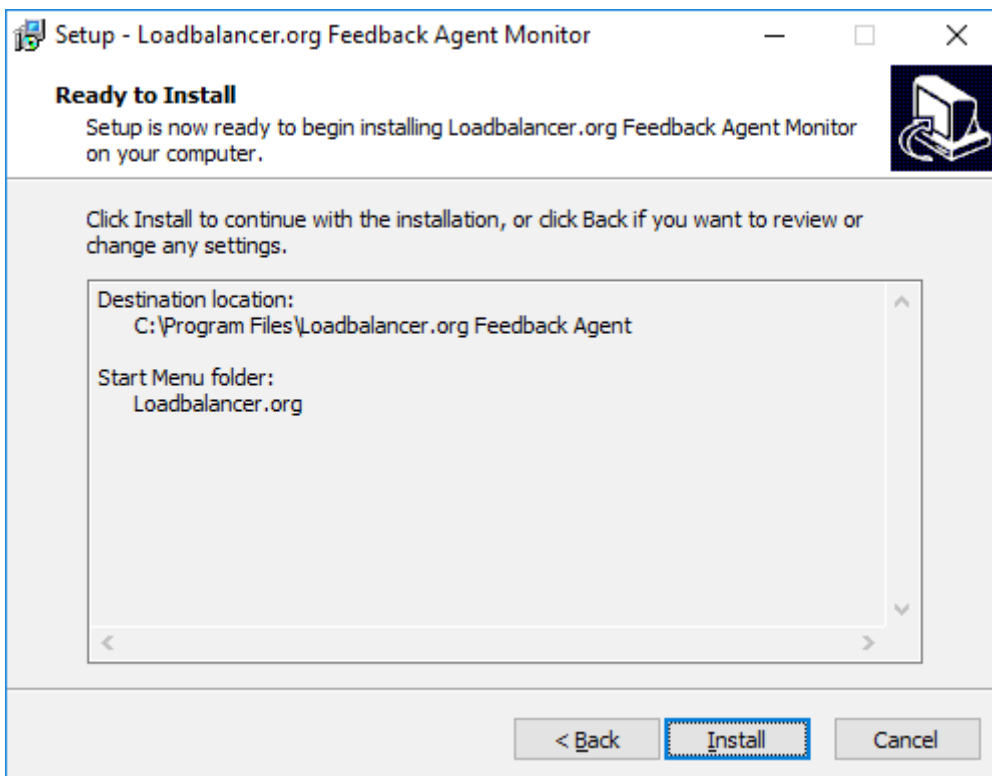 Setup - Loadbalancer.org Feedback Agent Monitor
Ready to Install
Setup is now ready to begin installing Loadbalancer.org Feedback Agent Monitor
on your computer.
Click Install to continue with the installation, or click Back if you want to review or
change any settings.
Destination location:
C:\Program Files\Loadbalancer.org Feedback Agent
Start Menu folder:
Loadbalancer.org
< Back
Install
Cancel